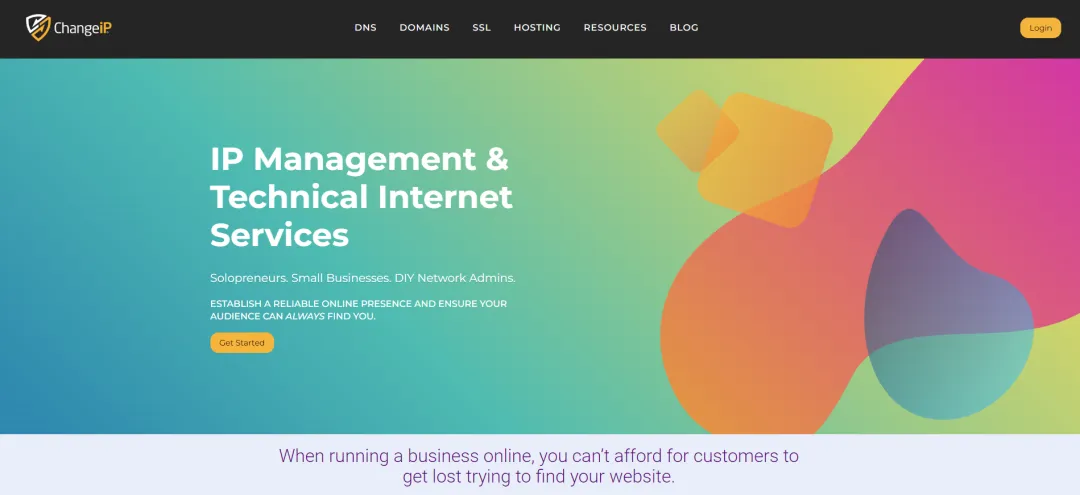 ChangeiP
DNS
DOMAINS
SSL
HOSTING
RESOURCES
BLOG
Login
IP Management &
Technical Internet
Services
Solopreneurs. Small Businesses. DIY Network Admins.
ESTABLISH A RELIABLE ONLINE PRESENCE AND ENSURE YOUR
AUDIENCE CAN ALWAYS FIND YOU.
Get Started
When running a business online, you can’t afford for customers to
get lost trying to find your website.